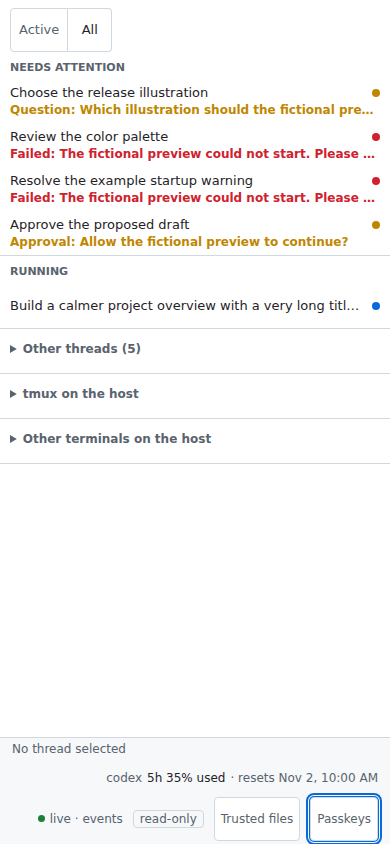 Active All
NEEDS ATTENTION
Choose the release illustration
Question: Which illustration should the fictional pre…
Review the color palette
Failed: The fictional preview could not start. Please …
Resolve the example startup warning
Failed: The fictional preview could not start. Please …
Approve the proposed draft
Approval: Allow the fictional preview to continue?
RUNNING
Build a calmer project overview with a very long titl…
Other threads (5)
tmux on the host
Other terminals on the host
No thread selected
codex 5h 35% used · resets Nov 2, 10:00 AM
live · events read-only Trusted files Passkeys